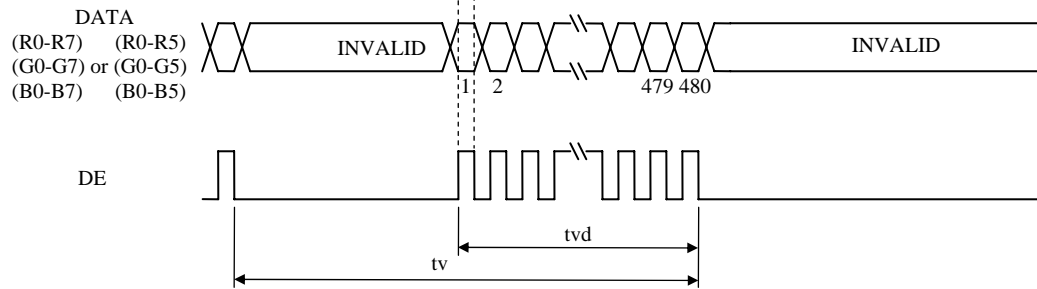 DATA
(R0-R7) (R0-R5)
(G0-G7) or (G0-G5)
(B0-B7) (B0-B5)
INVALID
INVALID
1 2 479 480
DE
tvd
tv